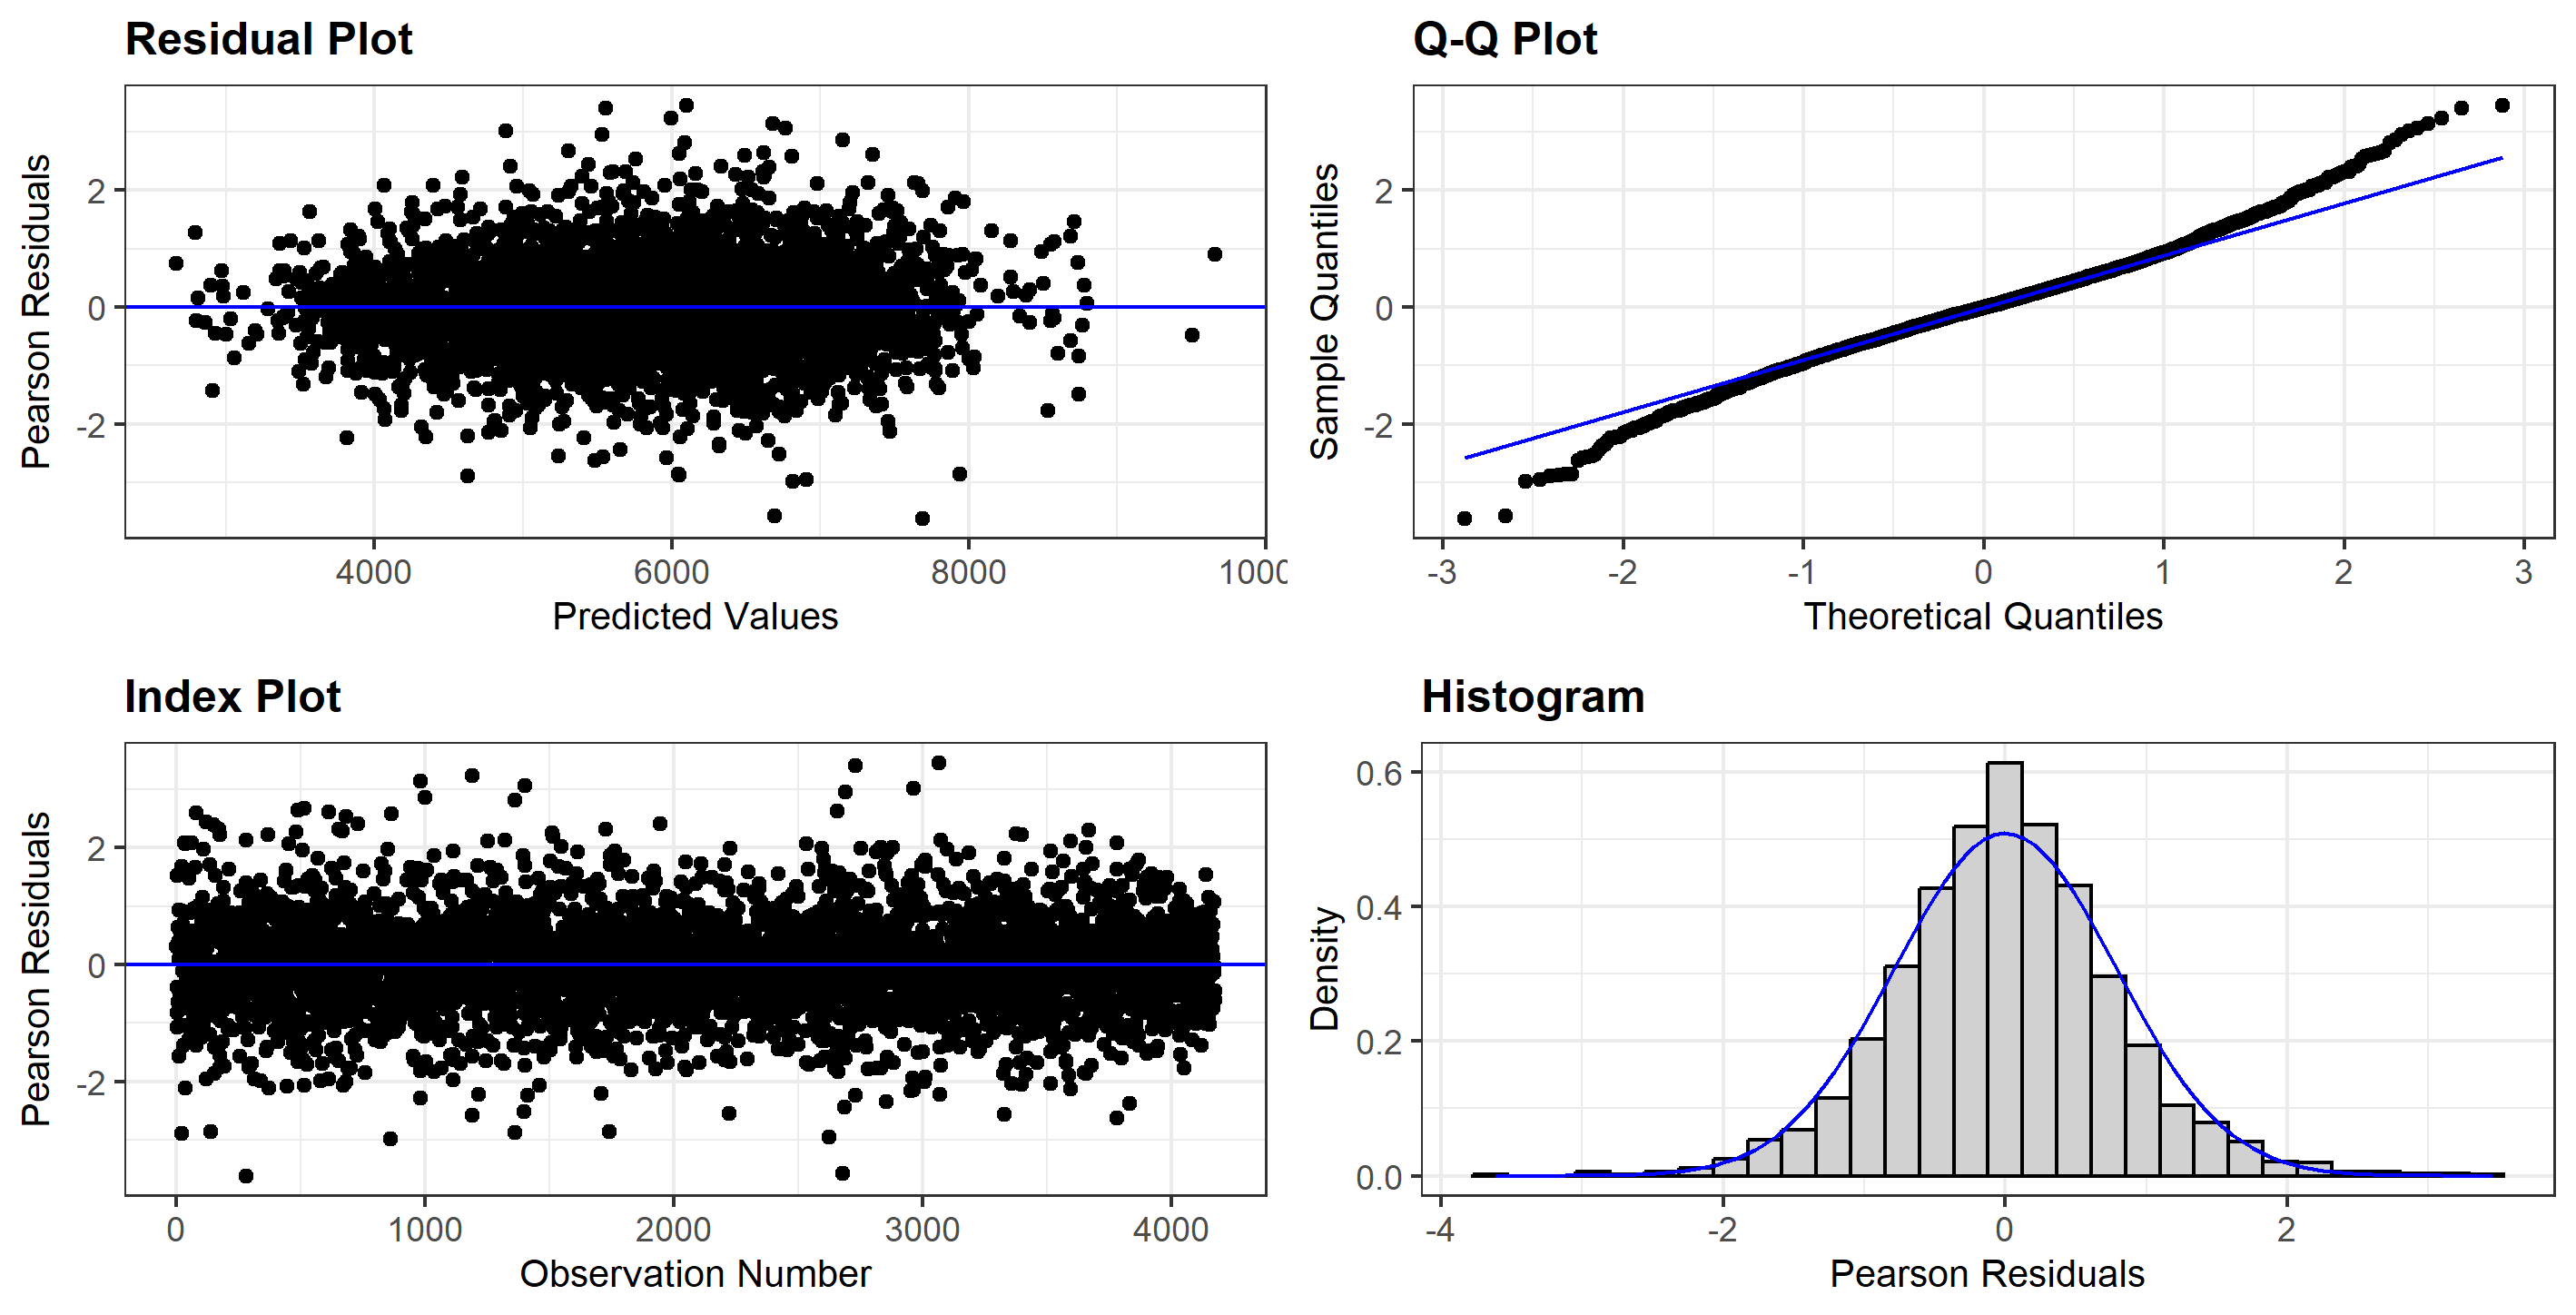 Residual Plot
Pearson Residuals
2
0
-2
4000 6000 8000 1000
Predicted Values
Q-Q Plot
Sample Quantiles
2
0
-2
-3 -2 -1 0 1 2 3
Theoretical Quantiles
Index Plot
Pearson Residuals
2
0
-2
0 1000 2000 3000 4000
Observation Number
Histogram
Density
0.6
0.4
0.2
0.0
-4 -2 0 2
Pearson Residuals